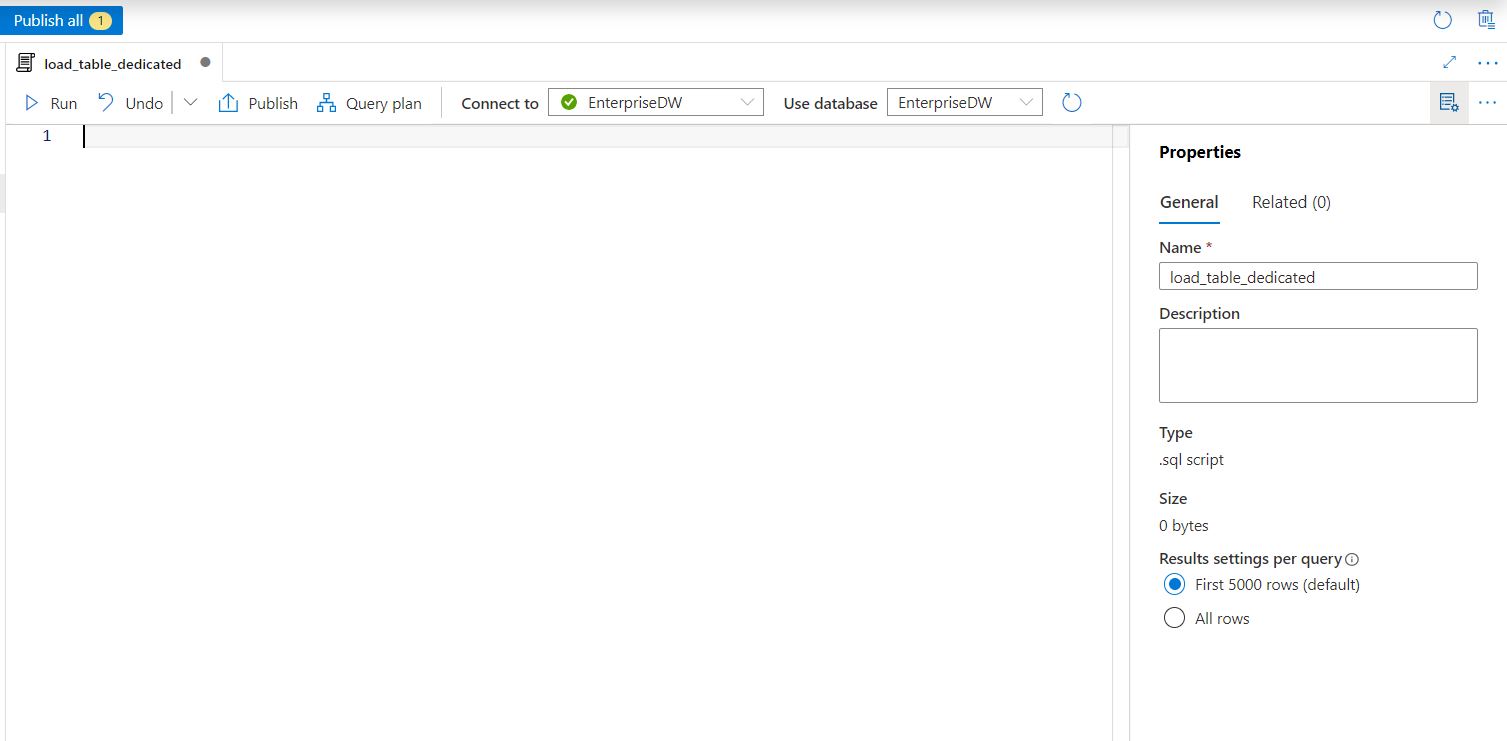 Publish all 1
load_table_dedicated
Run Undo Publish Query plan Connect to EnterpriseDW Use database EnterpriseDW
1
Properties
General Related (0)
Name *
load_table_dedicated
Description
Type
.sql script
Size
0 bytes
Results settings per query
First 5000 rows (default)
All rows